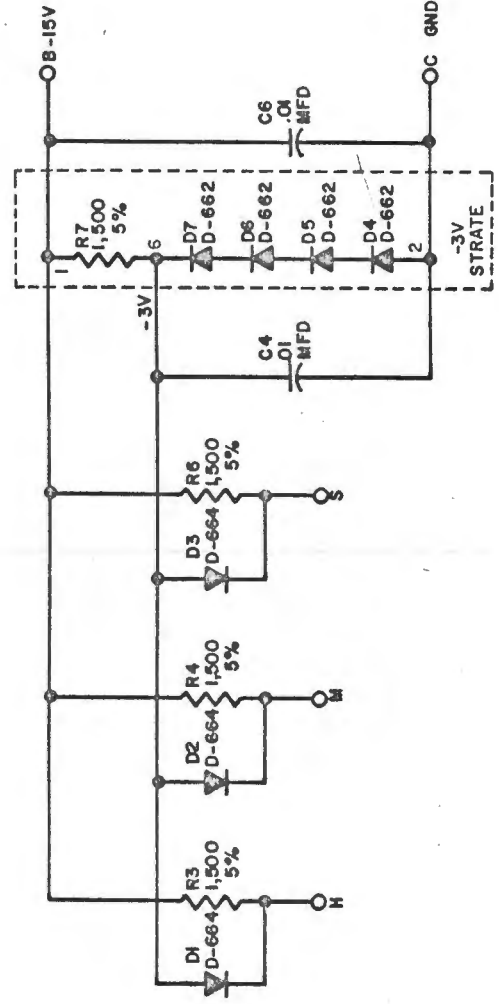 B-15V
R7
1,500
5%
1
6
-3V
D7
D-662
D6
D-662
D5
D-662
D4
D-662
2
-3V
STRATE
C6
.01
MFD
C4
.01
MFD
C GND
D1
D-664
R3
1,500
5%
H
D2
D-664
R4
1,500
5%
M
D3
D-664
R6
1,500
5%
S